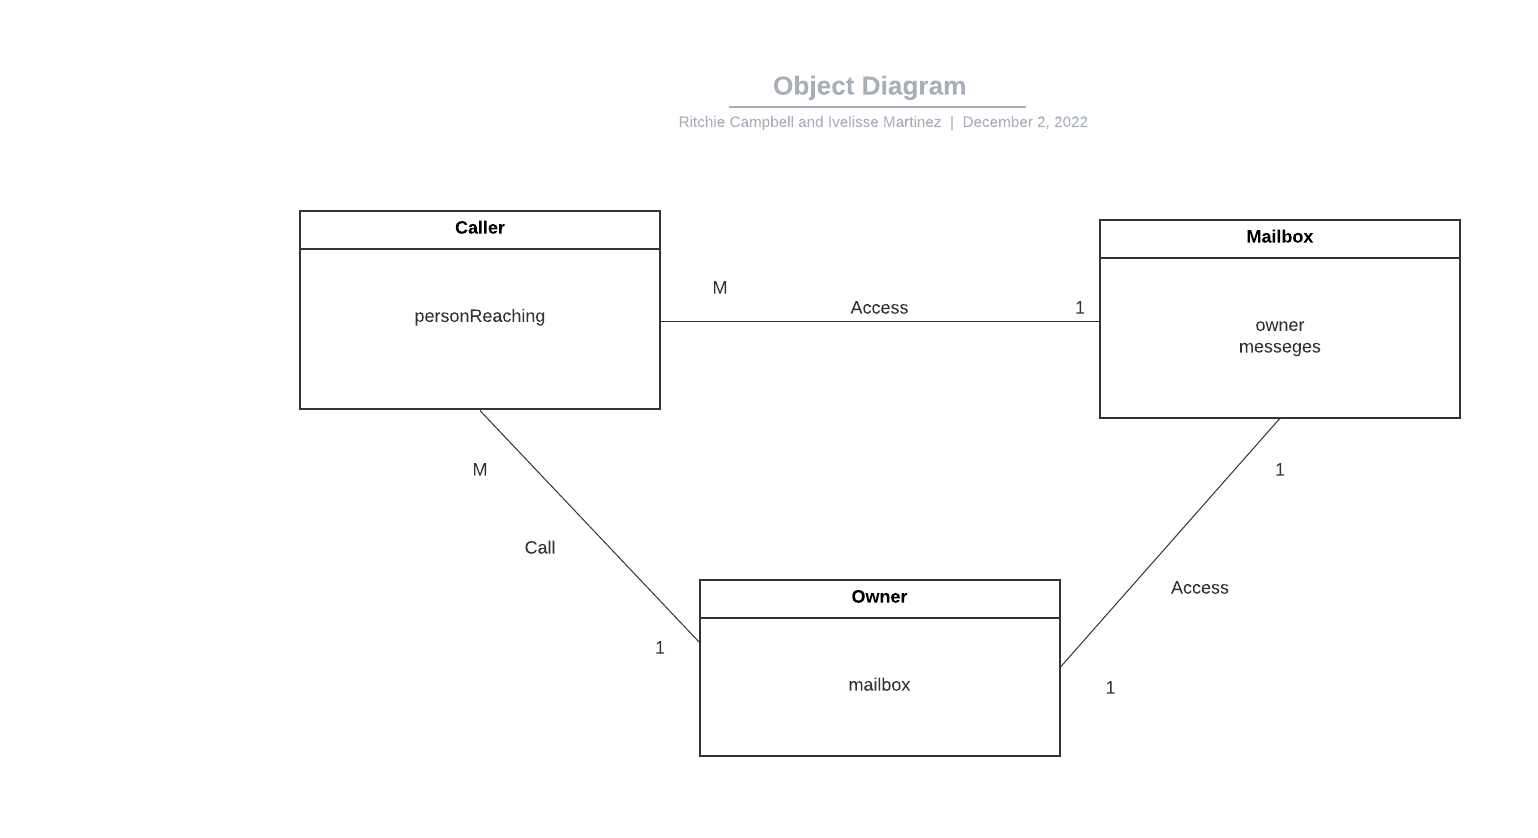 Object Diagram
Ritchie Campbell and Ivelisse Martinez | December 2, 2022
Caller
personReaching
Mailbox
owner
messeges
M
Access
1
M
Call
1
1
Access
1
Owner
mailbox